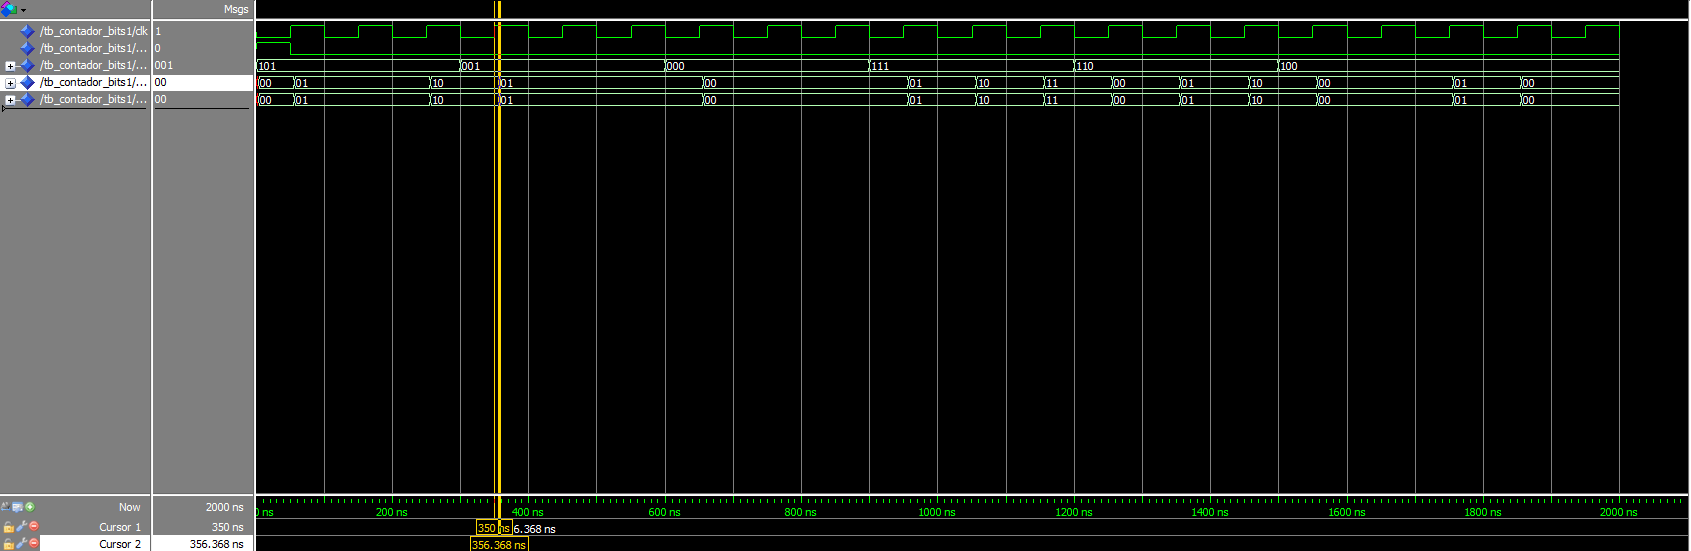 Msgs
/tb_contador_bits1/clk 1
/tb_contador_bits1/... 0
/tb_contador_bits1/... 001 101 001 000 111 110 100
/tb_contador_bits1/... 00 00 01 10 01 00 01 10 11 00 01 10 00 01 00
/tb_contador_bits1/... 00 00 01 10 01 00 01 10 11 00 01 10 00 01 00
Now 2000 ns ns 200 ns 400 ns 600 ns 800 ns 1000 ns 1200 ns 1400 ns 1600 ns 1800 ns 2000 ns
Cursor 1 350 ns 350 ns 6.368 ns
Cursor 2 356.368 ns 356.368 ns